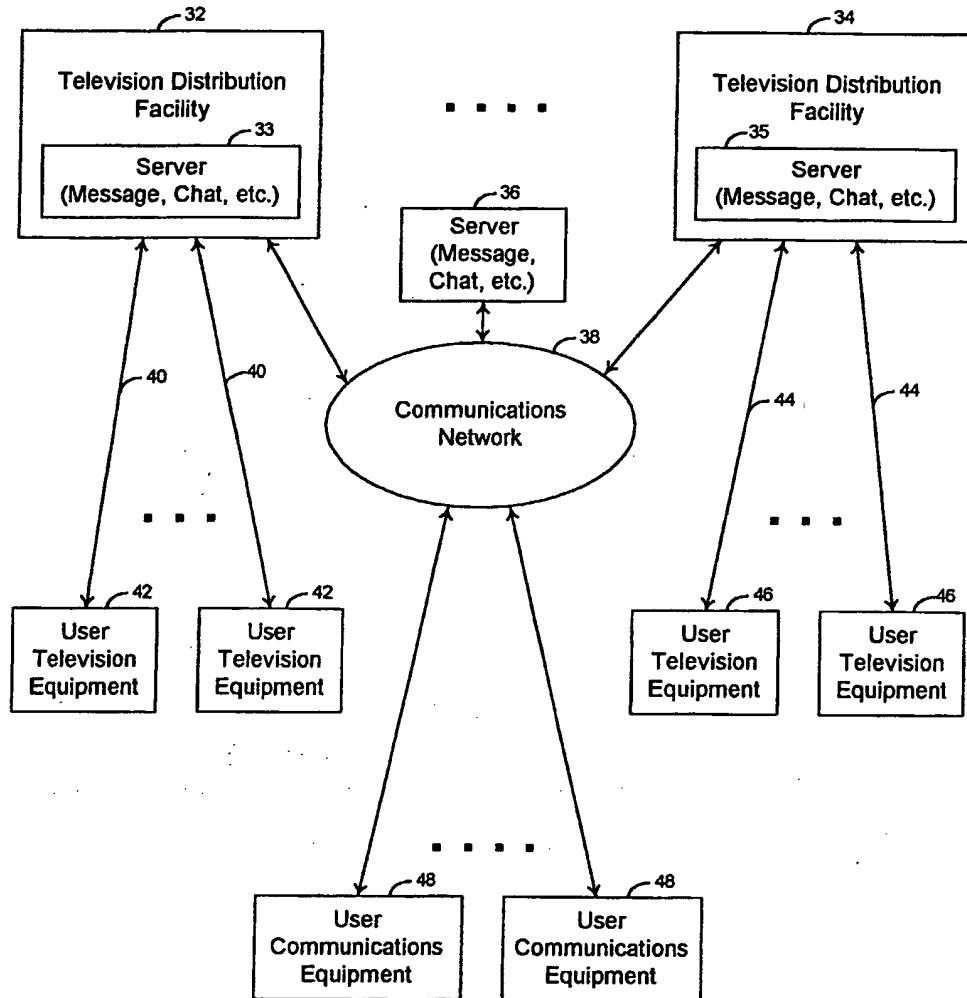 32
34
Television Distribution
Facility
33
Server
(Message, Chat, etc.)
Television Distribution
Facility
35
Server
(Message, Chat, etc.)
36
Server
(Message,
Chat, etc.)
38
Communications
Network
40
40
44
44
42
User
Television
Equipment
42
User
Television
Equipment
46
User
Television
Equipment
46
User
Television
Equipment
48
User
Communications
Equipment
48
User
Communications
Equipment